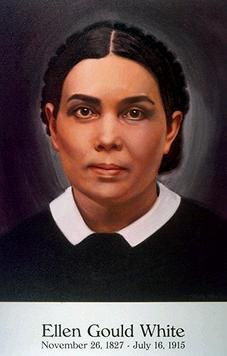 Ellen Gould White
November 26, 1827 - July 16, 1915